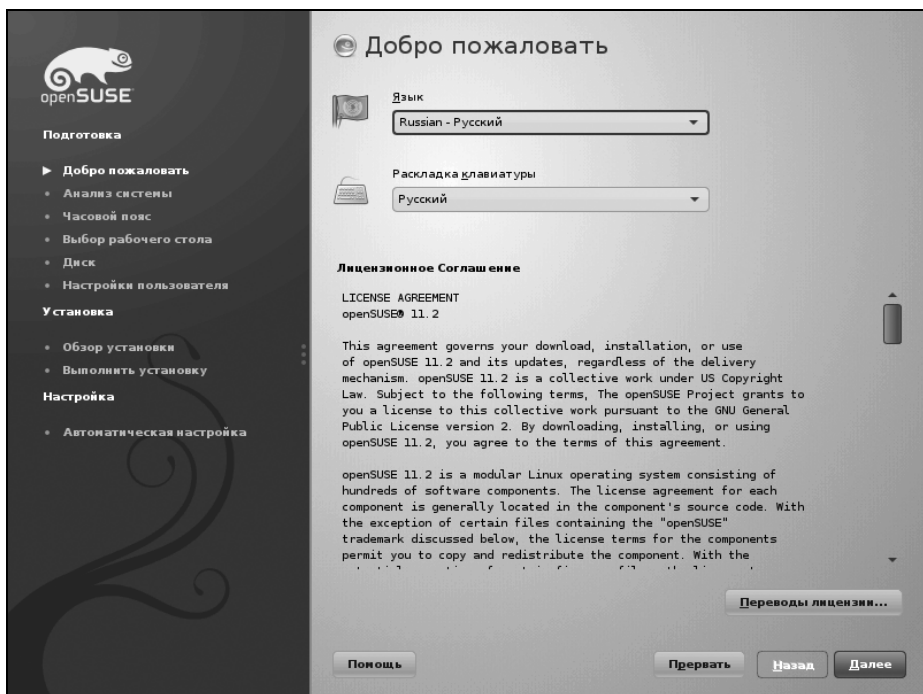 openSUSE
Подготовка
Добро пожаловать
Анализ системы
Часовой пояс
Выбор рабочего стола
Диск
Настройки пользователя
Установка
Обзор установки
Выполнить установку
Настройка
Автоматическая настройка
Добро пожаловать
Язык
Russian - Русский
Раскладка клавиатуры
Русский
Лицензионное Соглашение
LICENSE AGREEMENT
openSUSE® 11.2
This agreement governs your download, installation, or use
of openSUSE 11.2 and its updates, regardless of the delivery
mechanism. openSUSE 11.2 is a collective work under US Copyright
Law. Subject to the following terms, The openSUSE Project grants to
you a license to this collective work pursuant to the GNU General
Public License version 2. By downloading, installing, or using
openSUSE 11.2, you agree to the terms of this agreement.
openSUSE 11.2 is a modular Linux operating system consisting of
hundreds of software components. The license agreement for each
component is generally located in the component's source code. With
the exception of certain files containing the "openSUSE"
trademark discussed below, the license terms for the components
permit you to copy and redistribute the component. With the
Переводы лицензии...
Помощь
Прервать
Назад
Далее